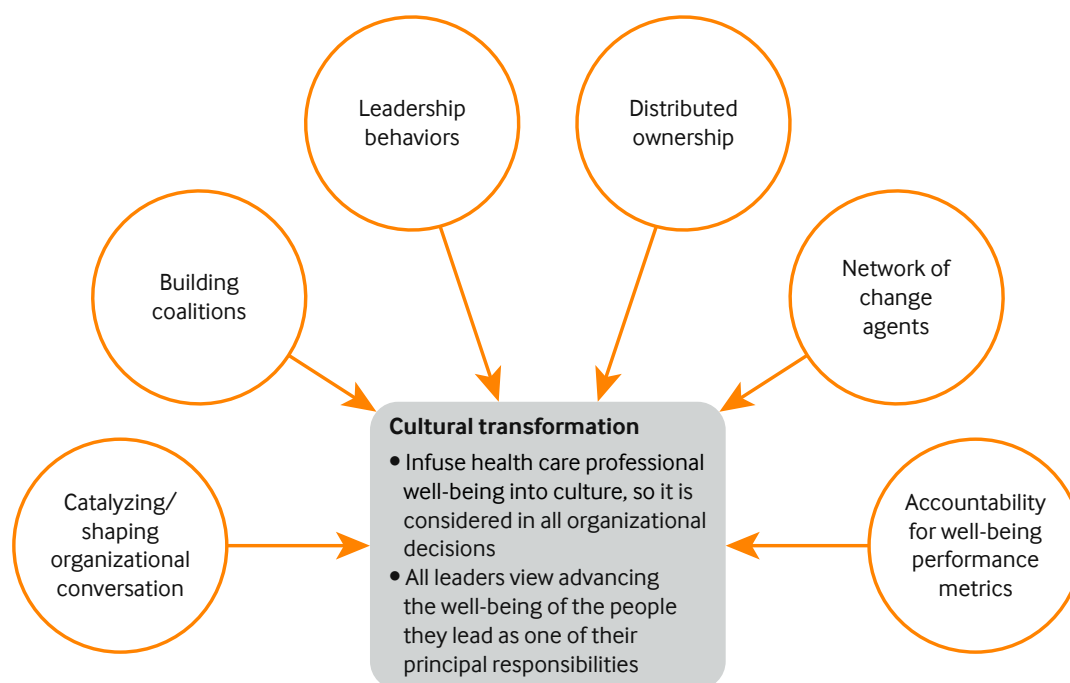 Leadership
behaviors
Distributed
ownership
Building
coalitions
Network of
change
agents
Catalyzing/
shaping
organizational
conversation
Cultural transformation
• Infuse health care professional
well-being into culture, so it is
considered in all organizational
decisions
• All leaders view advancing
the well-being of the people
they lead as one of their
principal responsibilities
Accountability
for well-being
performance
metrics